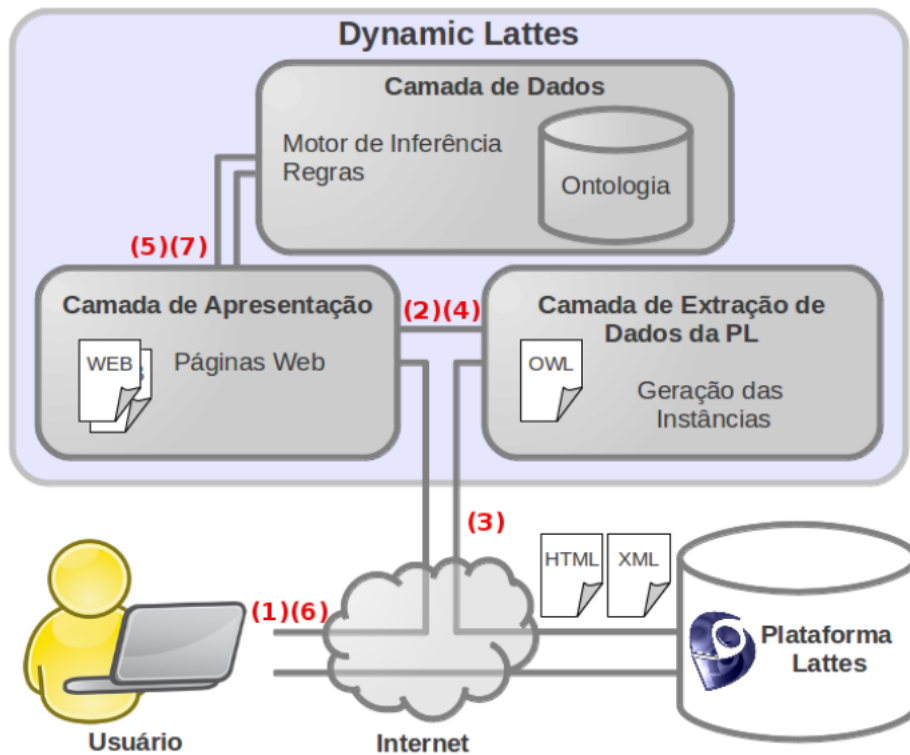 Dynamic Lattes
Camada de Dados
Motor de Inferência
Regras
Ontologia
(5)(7)
Camada de Apresentação
WEB
Páginas Web
(2)(4)
Camada de Extração de
Dados da PL
OWL
Geração das
Instâncias
(3)
HTML
XML
(1)(6)
Plataforma
Lattes
Usuário
Internet